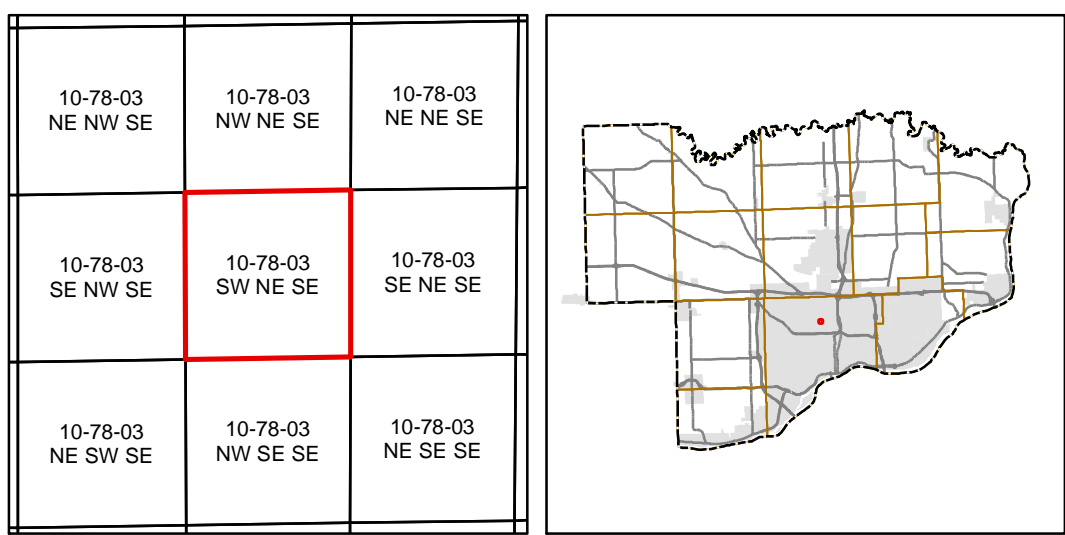 10-78-03
NE NW SE
10-78-03
NW NE SE
10-78-03
NE NE SE
10-78-03
SE NW SE
10-78-03
SW NE SE
10-78-03
SE NE SE
10-78-03
NE SW SE
10-78-03
NW SE SE
10-78-03
NE SE SE